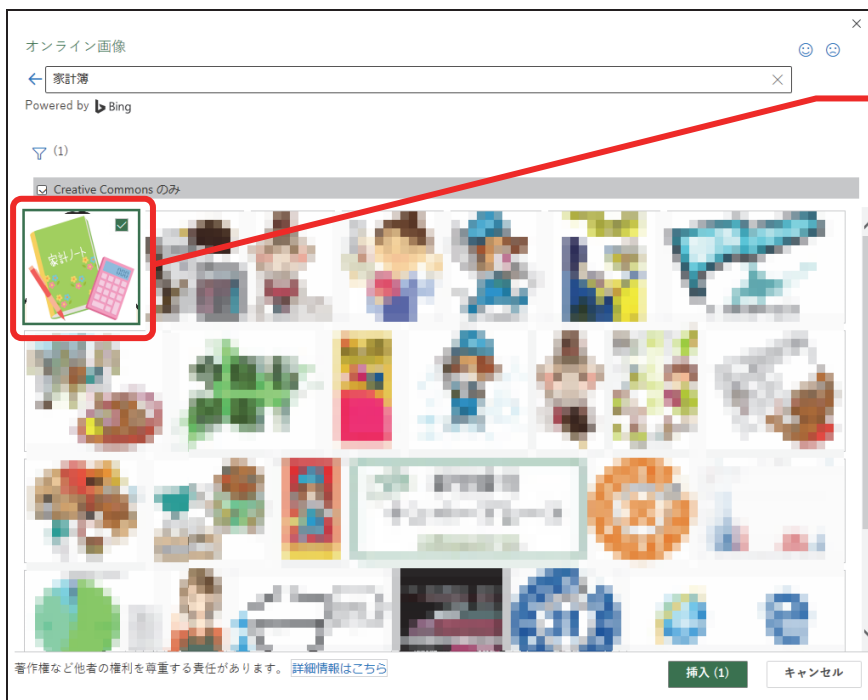 オンライン画像
家計簿
Powered by Bing
(1)
Creative Commons のみ
家計ノート
著作権など他者の権利を尊重する責任があります。 詳細情報はこちら
挿入 (1)
キャンセル